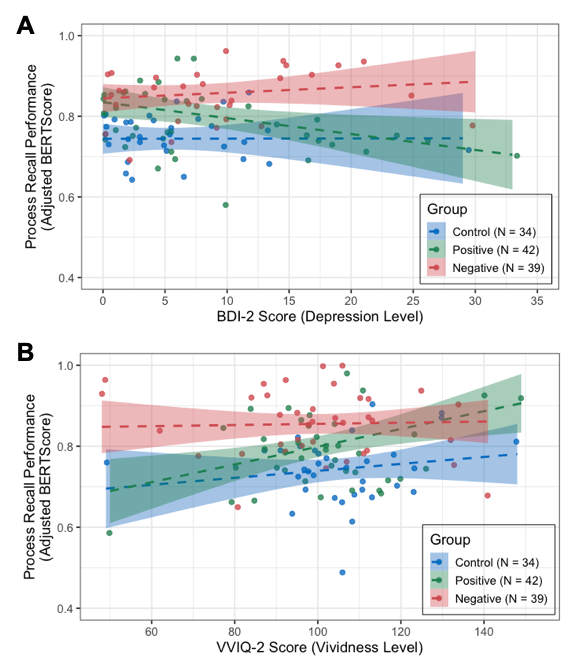 A
Process Recall Performance
(Adjusted BERTScore)
1.0
0.8
0.6
0.4
Group
Control (N = 34)
Positive (N = 42)
Negative (N = 39)
0 5 10 15 20 25 30 35
BDI-2 Score (Depression Level)
B
Process Recall Performance
(Adjusted BERTScore)
1.0
0.8
0.6
0.4
Group
Control (N = 34)
Positive (N = 42)
Negative (N = 39)
60 80 100 120 140
VVIQ-2 Score (Vividness Level)